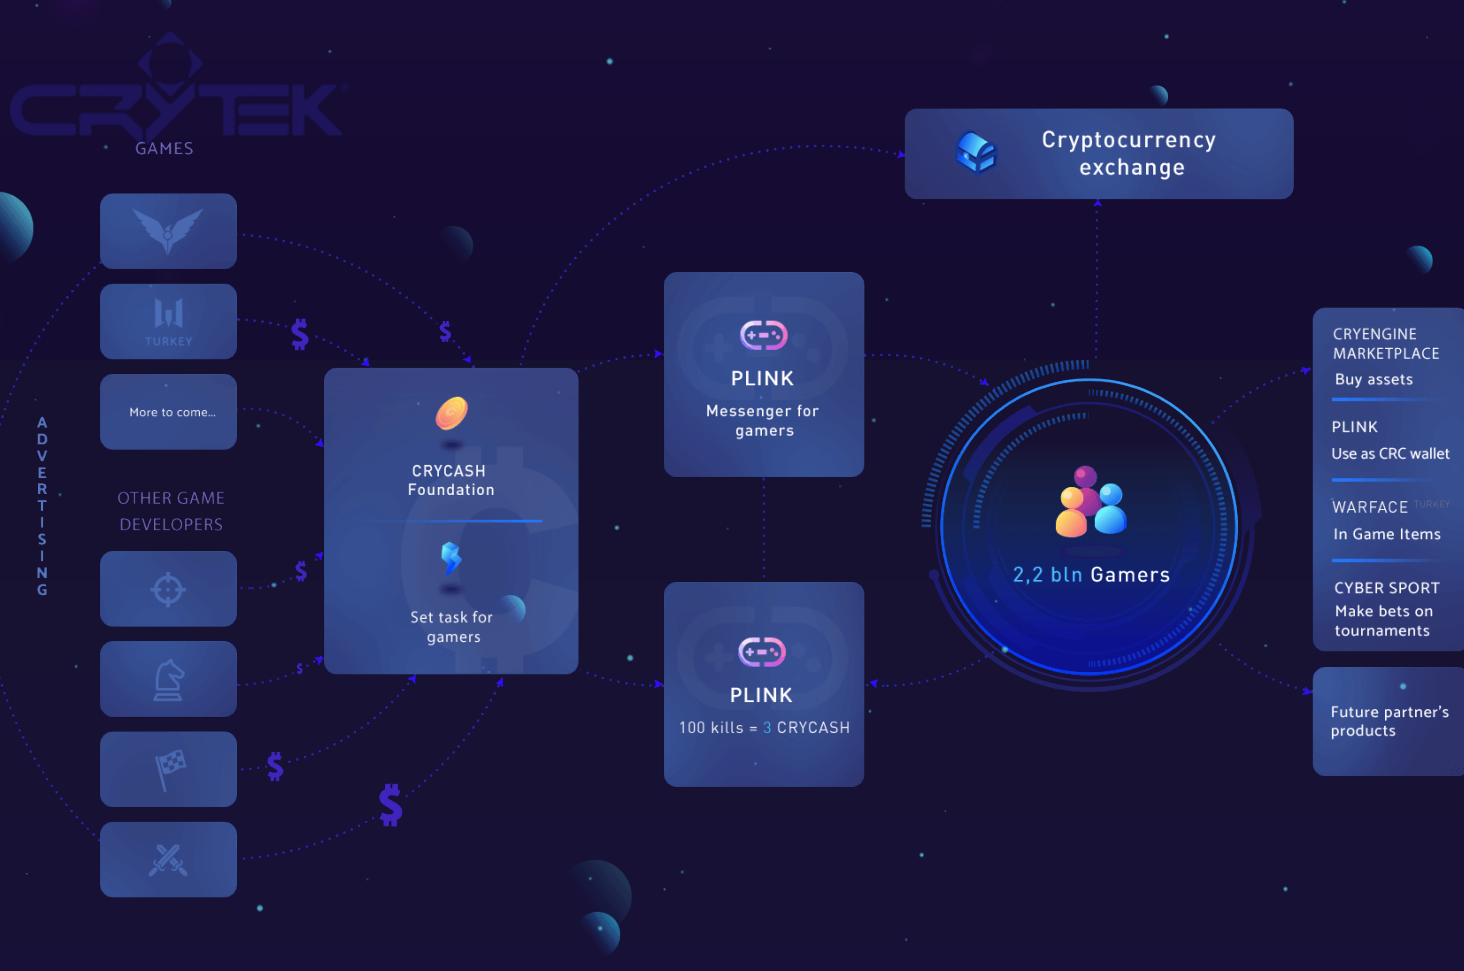 CRYTEK
GAMES
TURKEY
More to come...
ADVERTISING
OTHER GAME
DEVELOPERS
$
$
$
$
$
$
CRYCASH
Foundation
Set task for
gamers
PLINK
Messenger for
gamers
PLINK
100 kills = 3 CRYCASH
Cryptocurrency
exchange
2,2 bln Gamers
CRYENGINE
MARKETPLACE
Buy assets
PLINK
Use as CRC wallet
WARFACE TURKEY
In Game Items
CYBER SPORT
Make bets on
tournaments
Future partner's
products